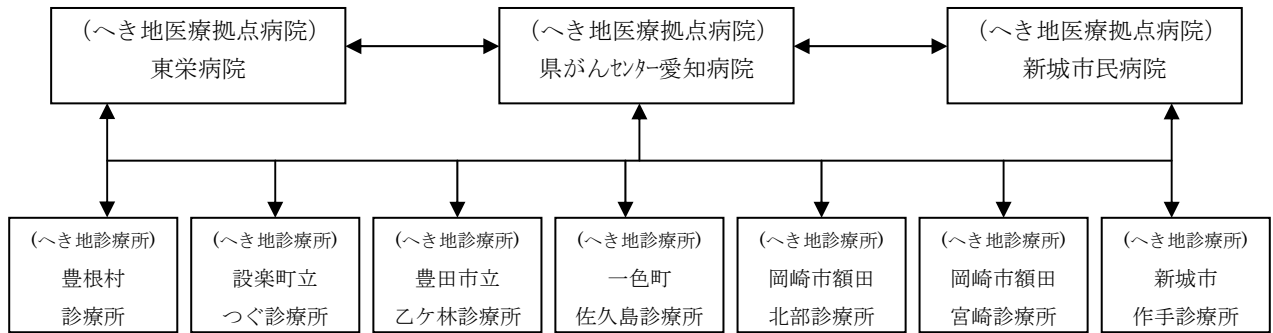 (へき地医療拠点病院)
東栄病院
(へき地医療拠点病院)
県がんセンター愛知病院
(へき地医療拠点病院)
新城市民病院
(へき地診療所)
豊根村
診療所
(へき地診療所)
設楽町立
つぐ診療所
(へき地診療所)
豊田市立
乙ケ林診療所
(へき地診療所)
一色町
佐久島診療所
(へき地診療所)
岡崎市額田
北部診療所
(へき地診療所)
岡崎市額田
宮崎診療所
(へき地診療所)
新城市
作手診療所